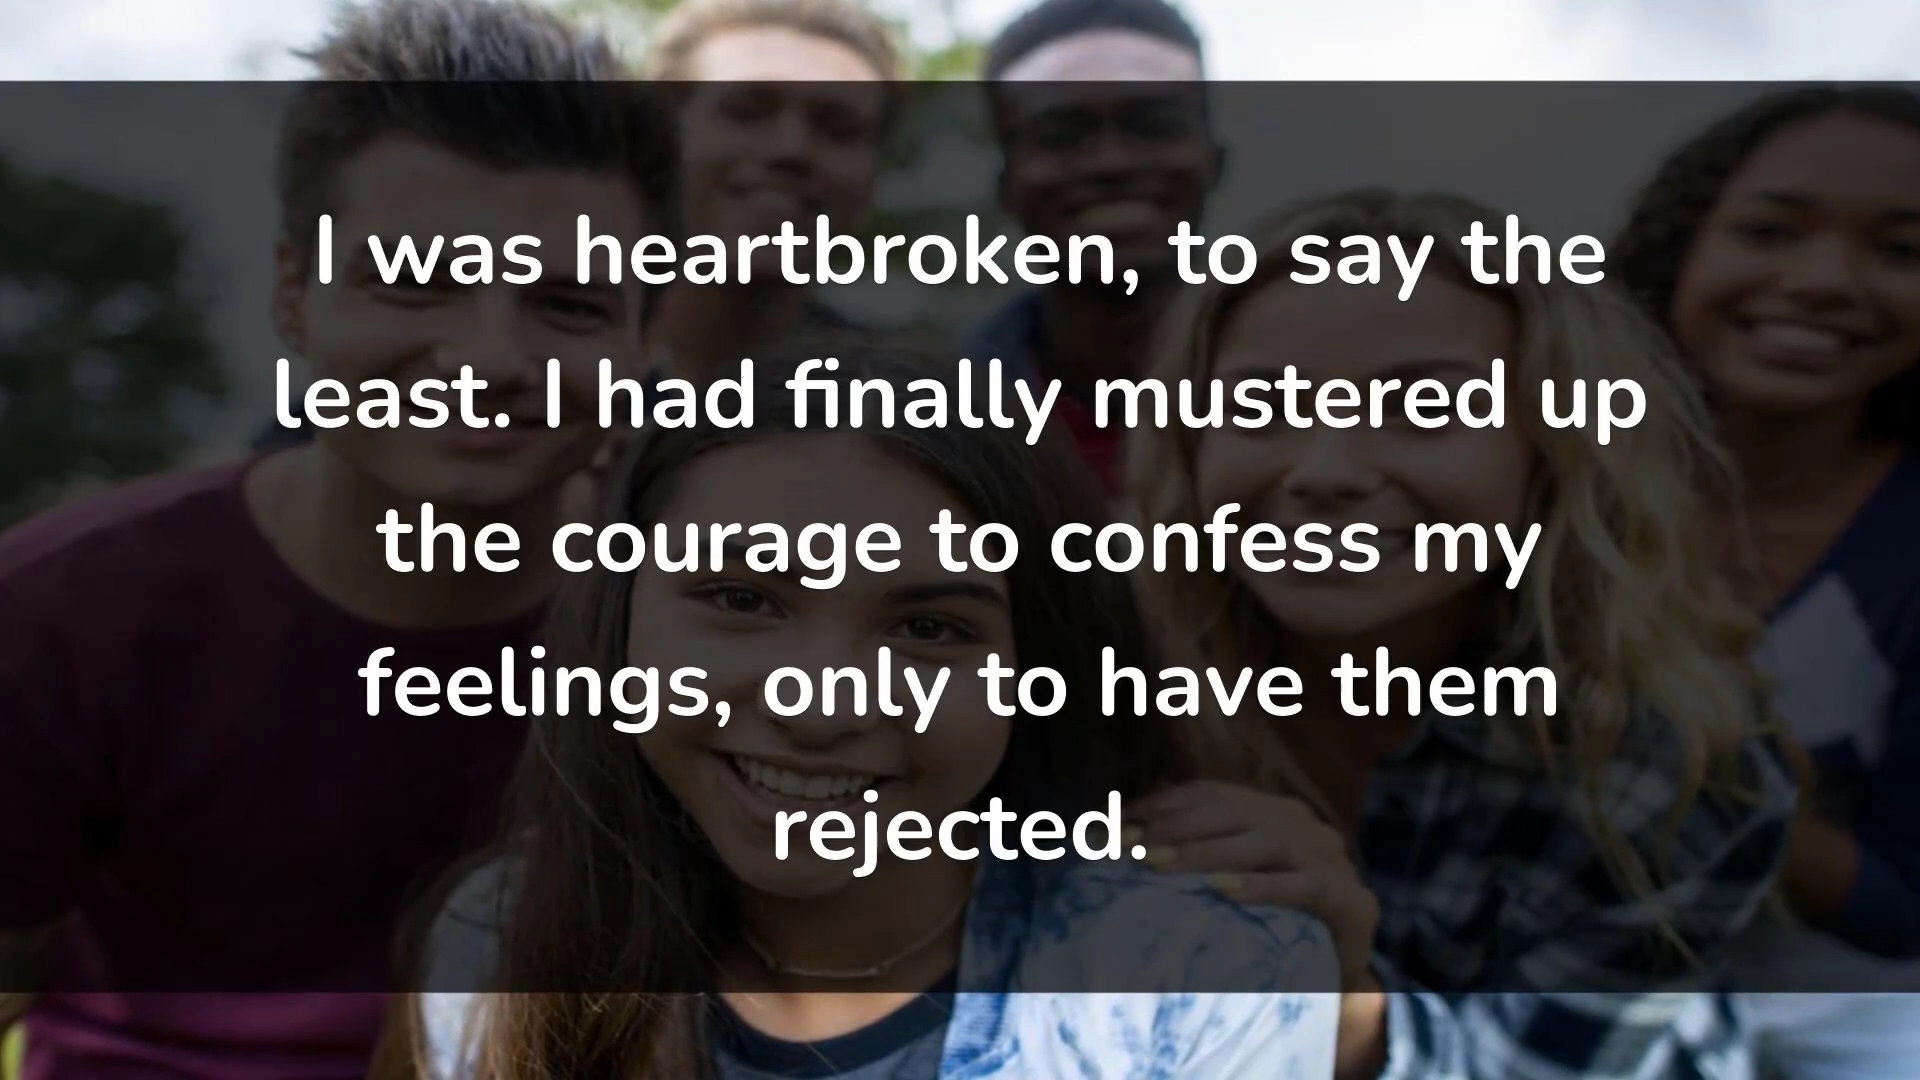 I was heartbroken, to say the
least. I had finally mustered up
the courage to confess my
feelings, only to have them
rejected.